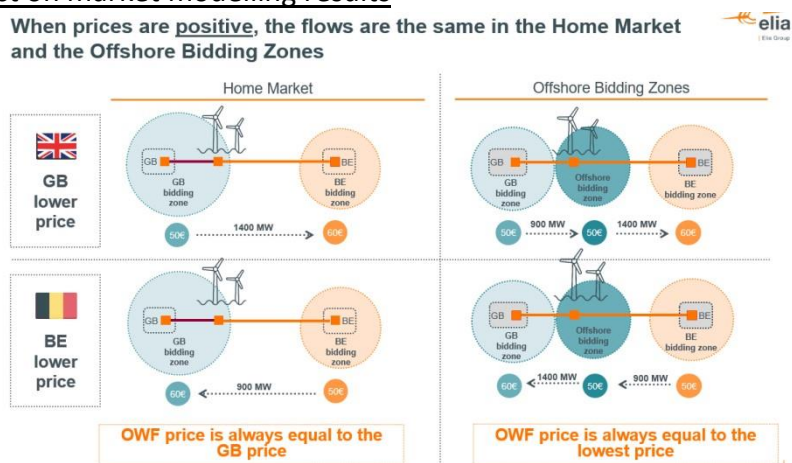 When prices are positive, the flows are the same in the Home Market
and the Offshore Bidding Zones
elia
Elia Group
Home Market
Offshore Bidding Zones
GB
lower
price
GB
BE
GB
bidding
zone
BE
bidding
zone
50€
1400 MW
60€
GB
BE
GB
bidding
zone
Offshore
bidding
zone
BE
bidding zone
50€
900 MW
50€
1400 MW
60€
BE
lower
price
GB
BE
GB
bidding
zone
BE
bidding
zone
60€
900 MW
50€
GB
BE
GB
bidding
zone
Offshore
bidding
zone
BE
bidding zone
60€
1400 MW
50€
900 MW
50€
OWF price is always equal to the
GB price
OWF price is always equal to the
lowest price